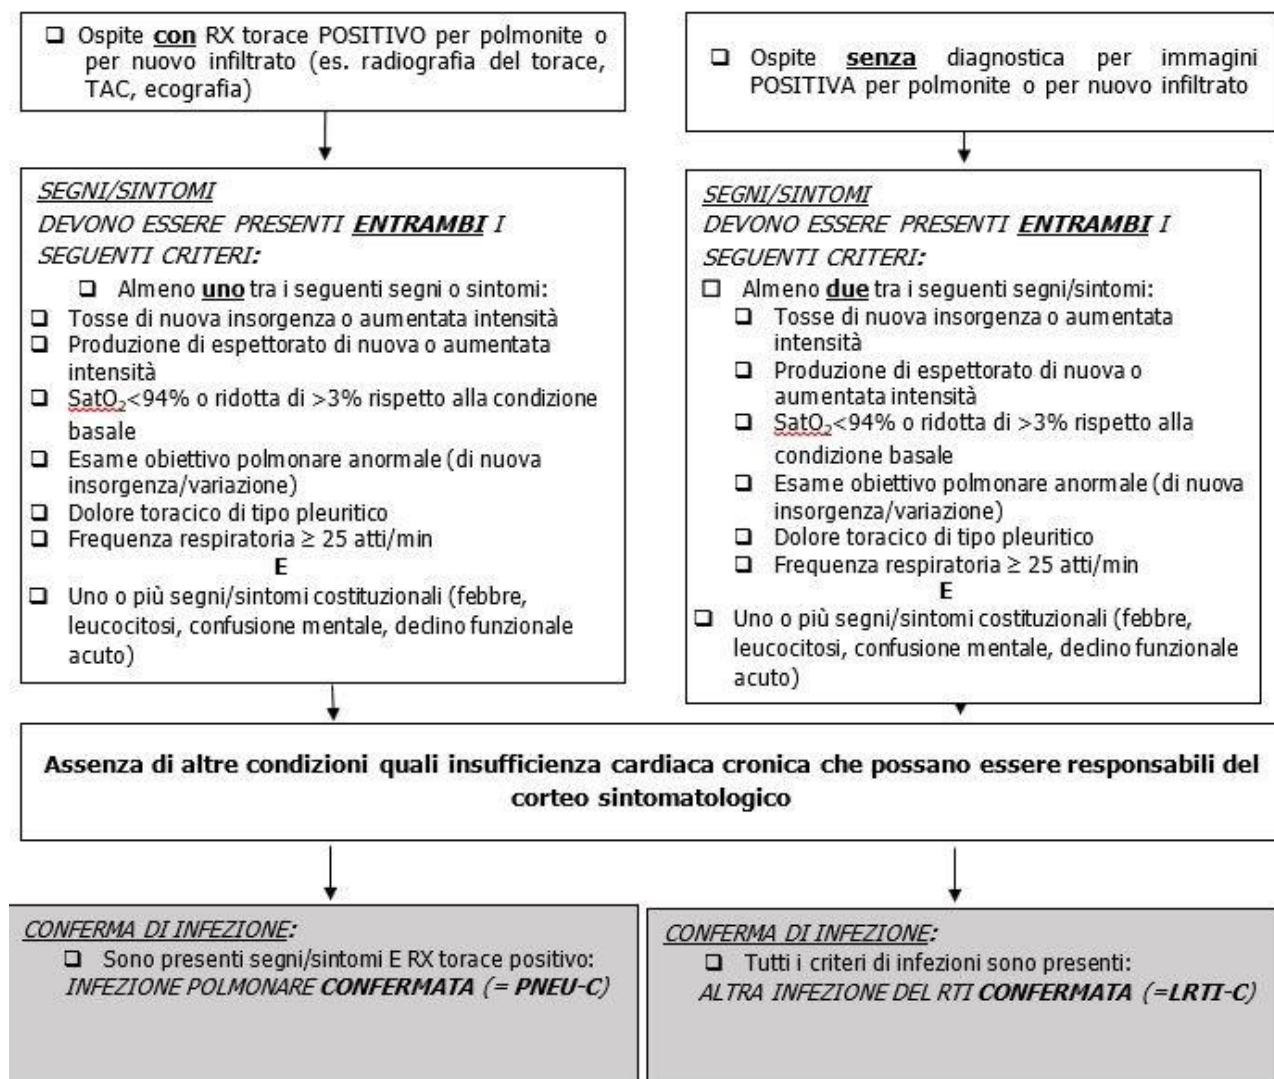 ❑ Ospite con RX torace POSITIVO per polmonite o
per nuovo infiltrato (es. radiografia del torace,
TAC, ecografia)
❑ Ospite senza diagnostica per immagini
POSITIVA per polmonite o per nuovo infiltrato
SEGNI/SINTOMI
DEVONO ESSERE PRESENTI ENTRAMBI I
SEGUENTI CRITERI:
❑ Almeno uno tra i seguenti segni o sintomi:
❑ Tosse di nuova insorgenza o aumentata intensità
❑ Produzione di espettorato di nuova o aumentata
intensità
❑ SatO₂<94% o ridotta di >3% rispetto alla condizione
basale
❑ Esame obiettivo polmonare anormale (di nuova
insorgenza/variazione)
❑ Dolore toracico di tipo pleuritico
❑ Frequenza respiratoria ≥ 25 atti/min
E
❑ Uno o più segni/sintomi costituzionali (febbre,
leucocitosi, confusione mentale, declino funzionale
acuto)
SEGNI/SINTOMI
DEVONO ESSERE PRESENTI ENTRAMBI I
SEGUENTI CRITERI:
❑ Almeno due tra i seguenti segni/sintomi:
❑ Tosse di nuova insorgenza o aumentata
intensità
❑ Produzione di espettorato di nuova o
aumentata intensità
❑ SatO₂<94% o ridotta di >3% rispetto alla
condizione basale
❑ Esame obiettivo polmonare anormale (di nuova
insorgenza/variazione)
❑ Dolore toracico di tipo pleuritico
❑ Frequenza respiratoria ≥ 25 atti/min
E
❑ Uno o più segni/sintomi costituzionali (febbre,
leucocitosi, confusione mentale, declino funzionale
acuto)
Assenza di altre condizioni quali insufficienza cardiaca cronica che possano essere responsabili del
corteo sintomatologico
CONFERMA DI INFEZIONE:
❑ Sono presenti segni/sintomi E RX torace positivo:
INFEZIONE POLMONARE CONFERMATA (= PNEU-C)
CONFERMA DI INFEZIONE:
❑ Tutti i criteri di infezioni sono presenti:
ALTRA INFEZIONE DEL RTI CONFERMATA (=LRTI-C)